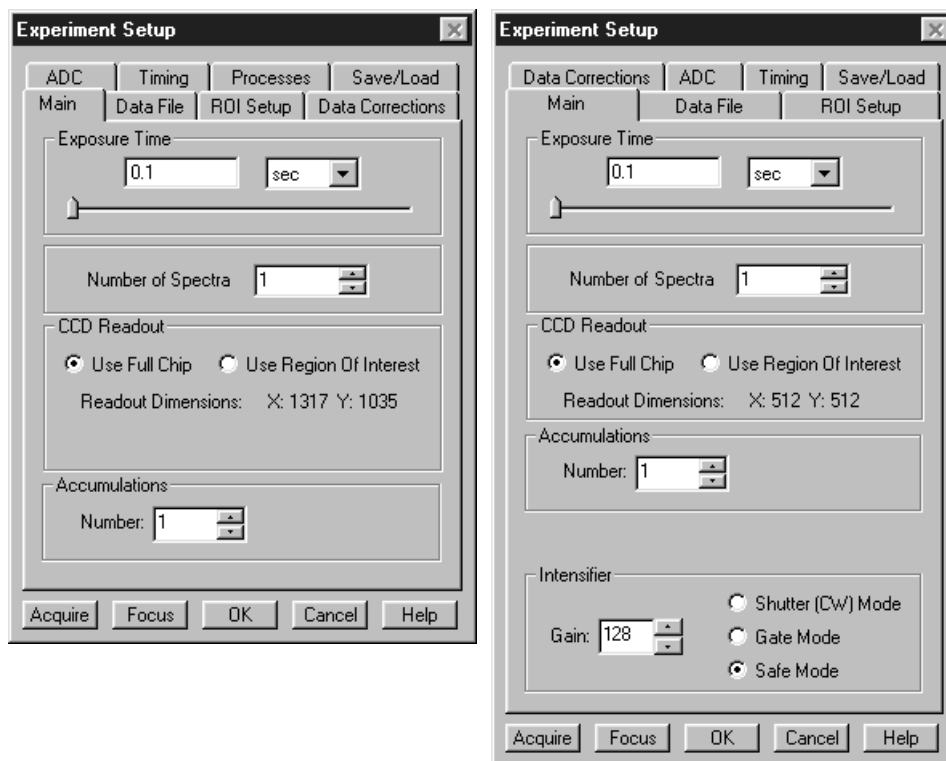 Experiment Setup
ADC Timing Processes Save/Load
Main Data File ROI Setup Data Corrections
Exposure Time
0.1 sec
Number of Spectra 1
CCD Readout
Use Full Chip Use Region Of Interest
Readout Dimensions: X: 1317 Y: 1035
Accumulations
Number: 1
Acquire Focus OK Cancel Help
Experiment Setup
Data Corrections ADC Timing Save/Load
Main Data File ROI Setup
Exposure Time
0.1 sec
Number of Spectra 1
CCD Readout
Use Full Chip Use Region Of Interest
Readout Dimensions: X: 512 Y: 512
Accumulations
Number: 1
Intensifier
Shutter (CW) Mode
Gain: 128 Gate Mode
Safe Mode
Acquire Focus OK Cancel Help